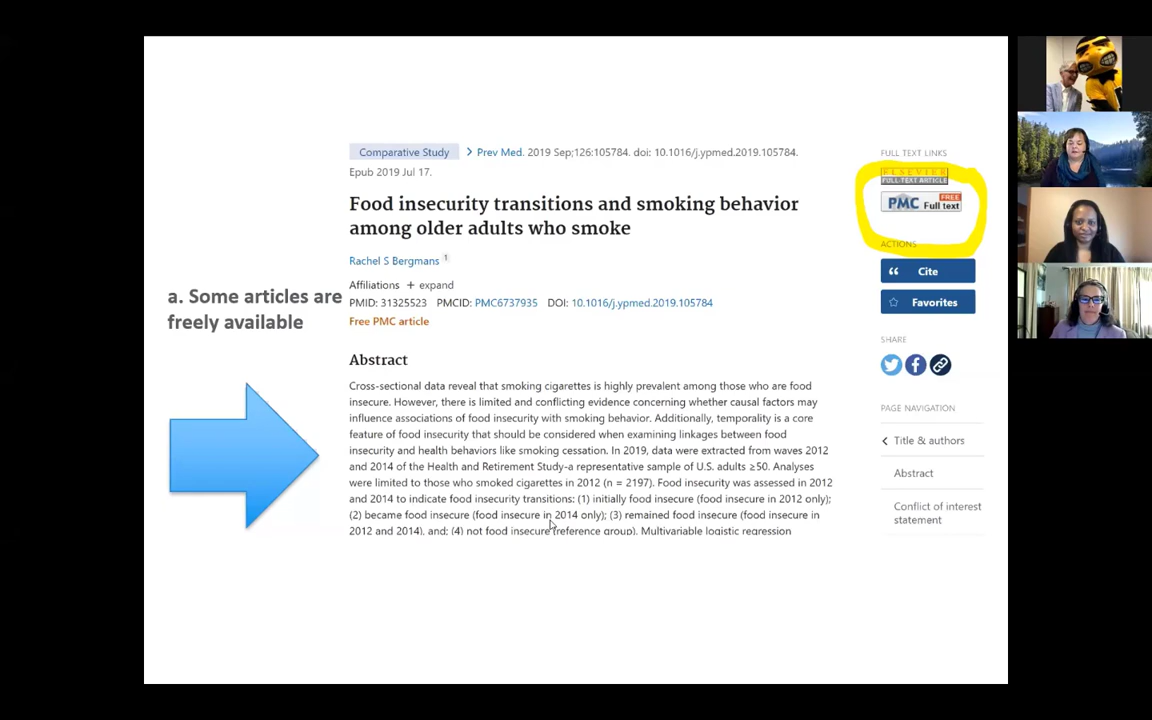 a. Some articles are
freely available
Comparative Study > Prev Med. 2019 Sep;126:105784. doi: 10.1016/j.ypmed.2019.105784.
Epub 2019 Jul 17.
Food insecurity transitions and smoking behavior
among older adults who smoke
Rachel S Bergmans 1
Affiliations + expand
PMID: 31325523 PMCID: PMC6737935 DOI: 10.1016/j.ypmed.2019.105784
Free PMC article
Abstract
Cross-sectional data reveal that smoking cigarettes is highly prevalent among those who are food
insecure. However, there is limited and conflicting evidence concerning whether causal factors may
influence associations of food insecurity with smoking behavior. Additionally, temporality is a core
feature of food insecurity that should be considered when examining linkages between food
insecurity and health behaviors like smoking cessation. In 2019, data were extracted from waves 2012
and 2014 of the Health and Retirement Study-a representative sample of U.S. adults ≥50. Analyses
were limited to those who smoked cigarettes in 2012 (n = 2197). Food insecurity was assessed in 2012
and 2014 to indicate food insecurity transitions: (1) initially food insecure (food insecure in 2012 only);
(2) became food insecure (food insecure in 2014 only); (3) remained food insecure (food insecure in
2012 and 2014), and; (4) not food insecure (reference group). Multivariable logistic regression
FULL TEXT LINKS
ELSEVIER
FULL-TEXT ARTICLE
PMC FREE Full text
ACTIONS
Cite
Favorites
SHARE
PAGE NAVIGATION
< Title & authors
Abstract
Conflict of interest
statement